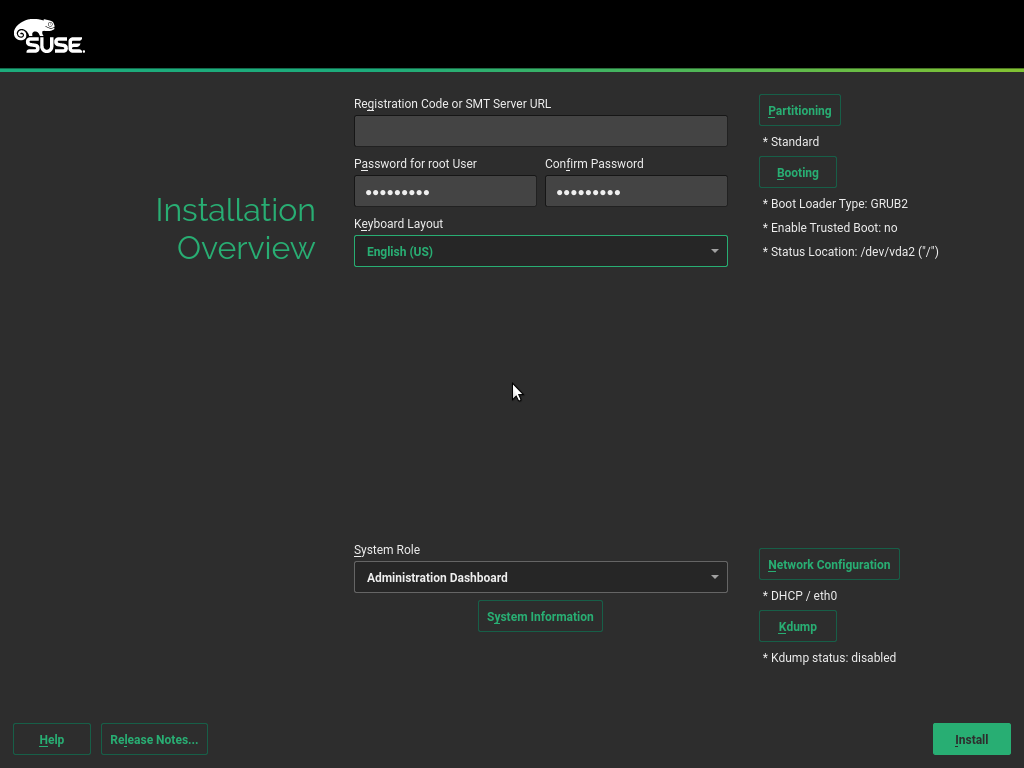 SUSE
Installation
Overview
Registration Code or SMT Server URL
Password for root User
Confirm Password
●●●●●●●●●
●●●●●●●●●
Keyboard Layout
English (US)
System Role
Administration Dashboard
System Information
Partitioning
* Standard
Booting
* Boot Loader Type: GRUB2
* Enable Trusted Boot: no
* Status Location: /dev/vda2 ("/")
Network Configuration
* DHCP / eth0
Kdump
* Kdump status: disabled
Help
Release Notes...
Install